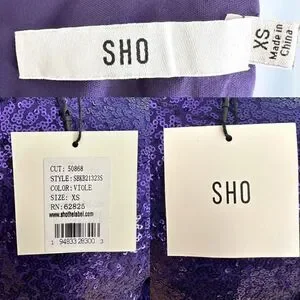 SHO
XS
Made in
China
CUT: 50868
STYLE: SBKB21323S
COLOR: VIOLE
SIZE: XS
RN: 62825
www.shothelabel.com
1 94833 28300 3
SHO